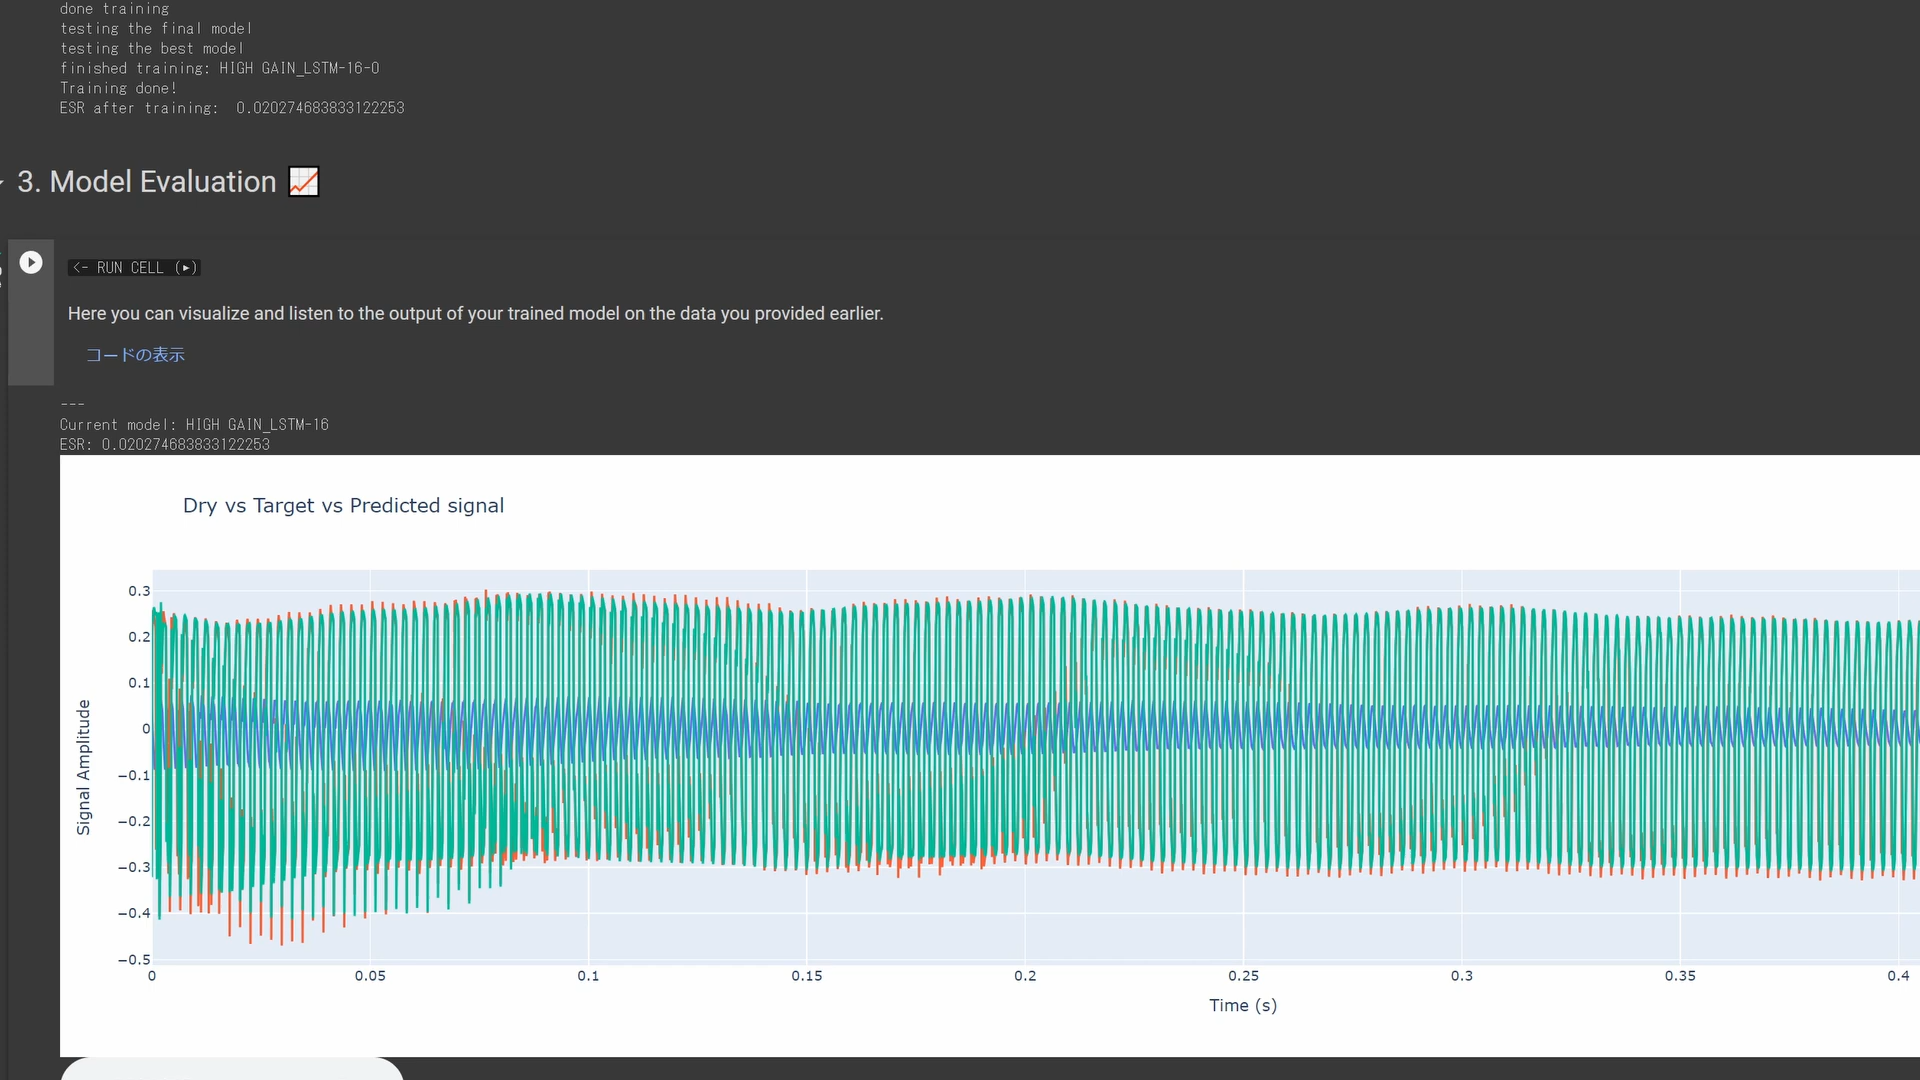 done training
testing the final model
testing the best model
finished training: HIGH GAIN_LSTM-16-0
Training done!
ESR after training:  0.020274683833122253
3. Model Evaluation 📈
<- RUN CELL (▶)
Here you can visualize and listen to the output of your trained model on the data you provided earlier.
コードの表示
---
Current model: HIGH GAIN_LSTM-16
ESR: 0.020274683833122253
Dry vs Target vs Predicted signal
0.3
0.2
0.1
0
−0.1
−0.2
−0.3
−0.4
−0.5
Signal Amplitude
0 0.05 0.1 0.15 0.2 0.25 0.3 0.35 0.4
Time (s)